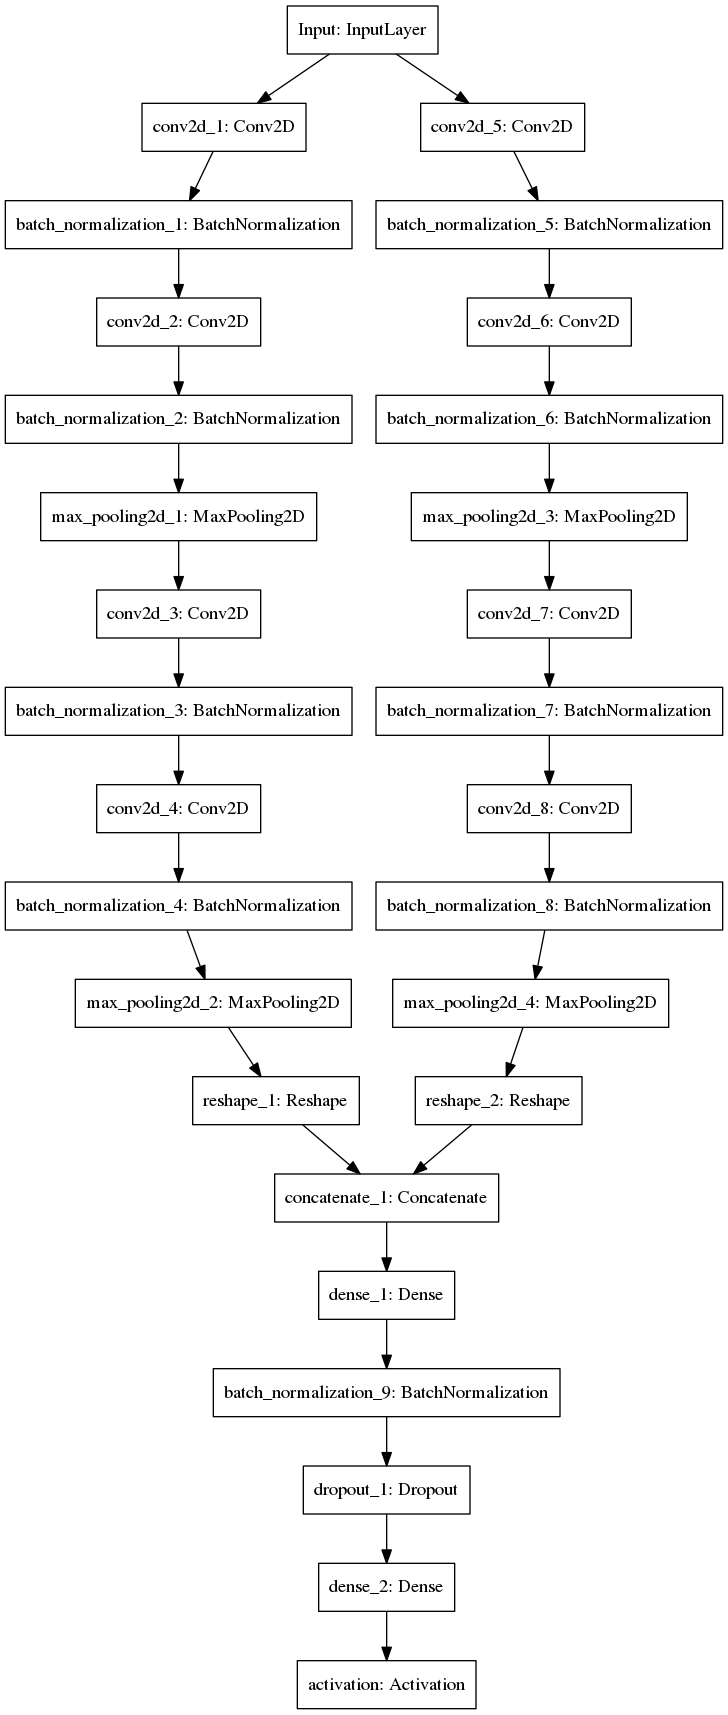 Input: InputLayer
conv2d_1: Conv2D
conv2d_5: Conv2D
batch_normalization_1: BatchNormalization
batch_normalization_5: BatchNormalization
conv2d_2: Conv2D
conv2d_6: Conv2D
batch_normalization_2: BatchNormalization
batch_normalization_6: BatchNormalization
max_pooling2d_1: MaxPooling2D
max_pooling2d_3: MaxPooling2D
conv2d_3: Conv2D
conv2d_7: Conv2D
batch_normalization_3: BatchNormalization
batch_normalization_7: BatchNormalization
conv2d_4: Conv2D
conv2d_8: Conv2D
batch_normalization_4: BatchNormalization
batch_normalization_8: BatchNormalization
max_pooling2d_2: MaxPooling2D
max_pooling2d_4: MaxPooling2D
reshape_1: Reshape
reshape_2: Reshape
concatenate_1: Concatenate
dense_1: Dense
batch_normalization_9: BatchNormalization
dropout_1: Dropout
dense_2: Dense
activation: Activation